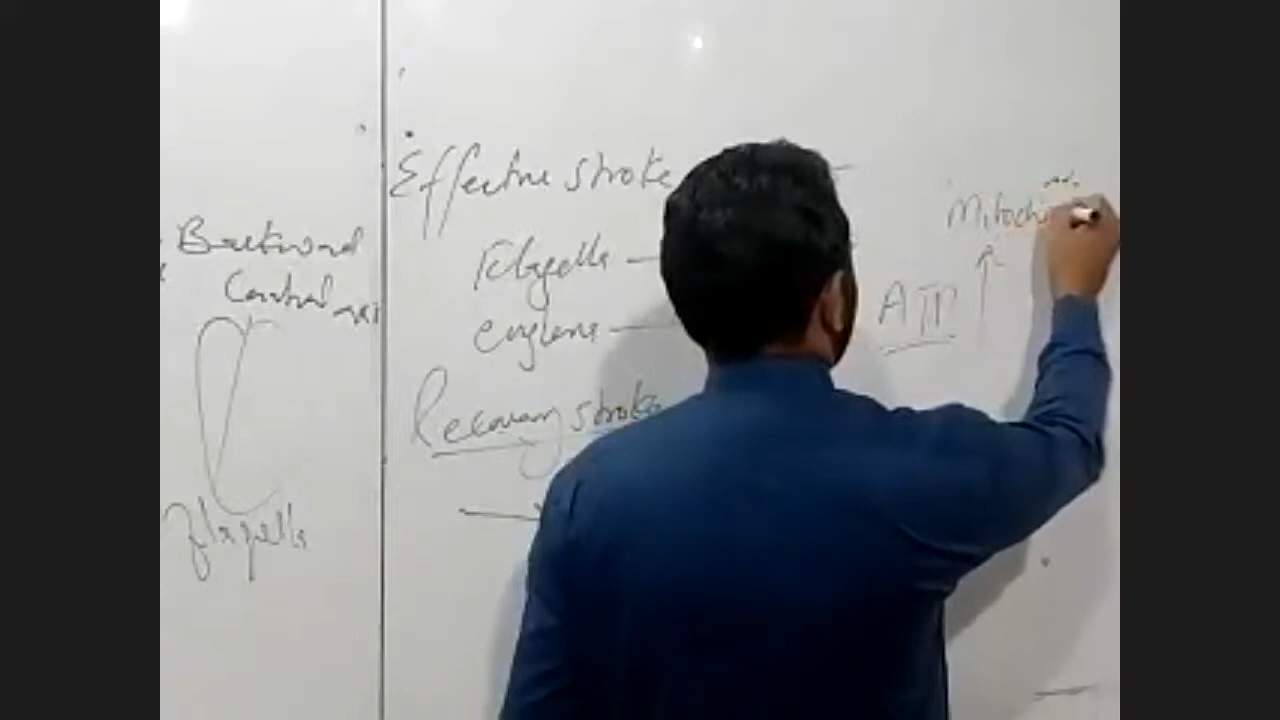 Backward
Central axis
Flagella
Effective stroke
Flagella —
euglena —
Recovery stroke
ATP
Mitoch